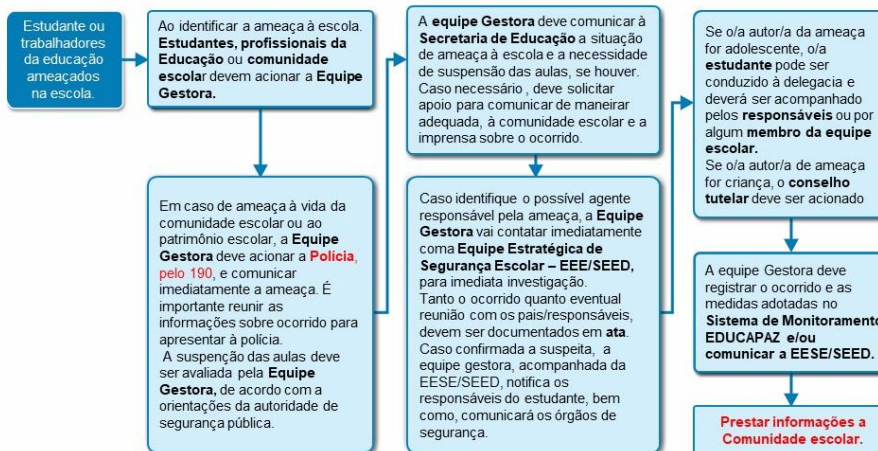 Estudante ou
trabalhadores
da educação
ameaçados
na escola.
Ao identificar a ameaça à escola.
Estudantes, profissionais da
Educação ou comunidade
escolar devem acionar a Equipe
Gestora.
Em caso de ameaça à vida da
comunidade escolar ou ao
patrimônio escolar, a Equipe
Gestora deve acionar a Polícia,
pelo 190, e comunicar
imediatamente a ameaça. É
importante reunir as
informações sobre ocorrido para
apresentar à polícia.
A suspenção das aulas deve
ser avaliada pela Equipe
Gestora, de acordo com a
orientações da autoridade de
segurança pública.
A equipe Gestora deve comunicar à
Secretaria de Educação a situação
de ameaça à escola e a necessidade
de suspensão das aulas, se houver.
Caso necessário , deve solicitar
apoio para comunicar de maneirar
adequada, à comunidade escolar e a
imprensa sobre o ocorrido.
Caso identifique o possível agente
responsável pela ameaça, a Equipe
Gestora vai contatar imediatamente
coma Equipe Estratégica de
Segurança Escolar – EEE/SEED,
para imediata investigação.
Tanto o ocorrido quanto eventual
reunião com os pais/responsáveis,
devem ser documentados em ata.
Caso confirmada a suspeita, a
equipe gestora, acompanhada da
EESE/SEED, notifica os
responsáveis do estudante, bem
como, comunicará os órgãos de
segurança.
Se o/a autor/a da ameaça
for adolescente, o/a
estudante pode ser
conduzido à delegacia e
deverá ser acompanhado
pelos responsáveis ou por
algum membro da equipe
escolar.
Se o/a autor/a de ameaça
for criança, o conselho
tutelar deve ser acionado
A equipe Gestora deve
registrar o ocorrido e as
medidas adotadas no
Sistema de Monitoramento
EDUCAPAZ e/ou
comunicar a EESE/SEED.
Prestar informações a
Comunidade escolar.